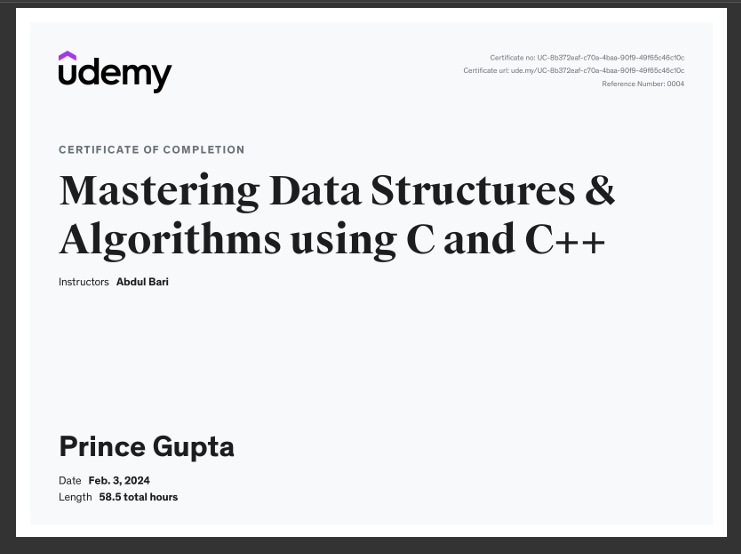 udemy
Certificate no: UC-8b372eaf-c70a-4baa-90f9-49f65c46c10c
Certificate url: ude.my/UC-8b372eaf-c70a-4baa-90f9-49f65c46c10c
Reference Number: 0004
CERTIFICATE OF COMPLETION
Mastering Data Structures &
Algorithms using C and C++
Instructors Abdul Bari
Prince Gupta
Date Feb. 3, 2024
Length 58.5 total hours